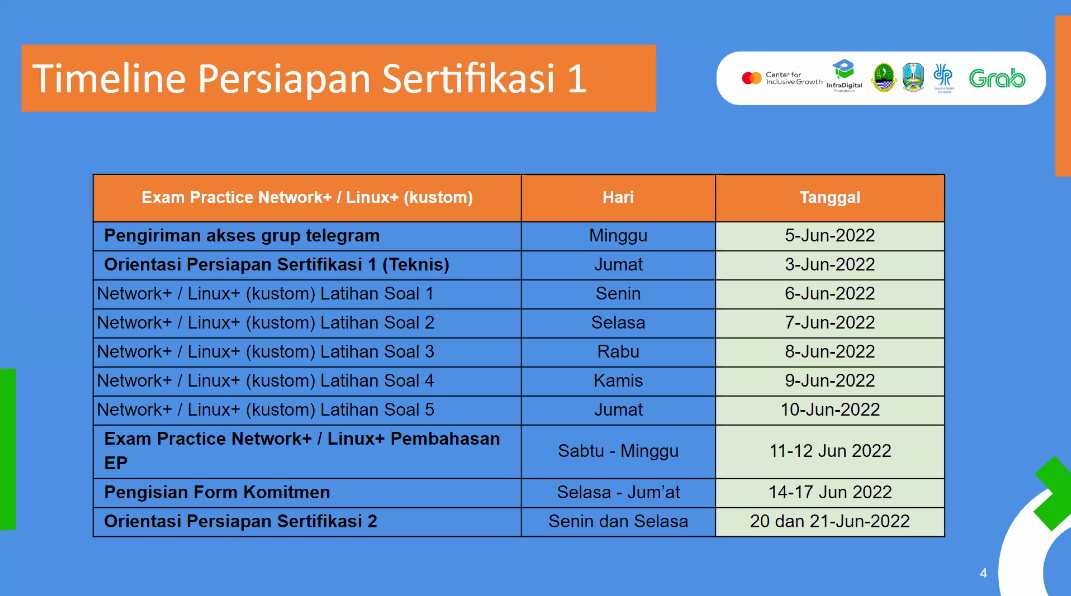 Timeline Persiapan Sertifikasi 1
Center for
Inclusive Growth
InfraDigital
Foundation
Grab
Exam Practice Network+ / Linux+ (kustom) Hari Tanggal
Pengiriman akses grup telegram Minggu 5-Jun-2022
Orientasi Persiapan Sertifikasi 1 (Teknis) Jumat 3-Jun-2022
Network+ / Linux+ (kustom) Latihan Soal 1 Senin 6-Jun-2022
Network+ / Linux+ (kustom) Latihan Soal 2 Selasa 7-Jun-2022
Network+ / Linux+ (kustom) Latihan Soal 3 Rabu 8-Jun-2022
Network+ / Linux+ (kustom) Latihan Soal 4 Kamis 9-Jun-2022
Network+ / Linux+ (kustom) Latihan Soal 5 Jumat 10-Jun-2022
Exam Practice Network+ / Linux+ Pembahasan
EP Sabtu - Minggu 11-12 Jun 2022
Pengisian Form Komitmen Selasa - Jum’at 14-17 Jun 2022
Orientasi Persiapan Sertifikasi 2 Senin dan Selasa 20 dan 21-Jun-2022
4